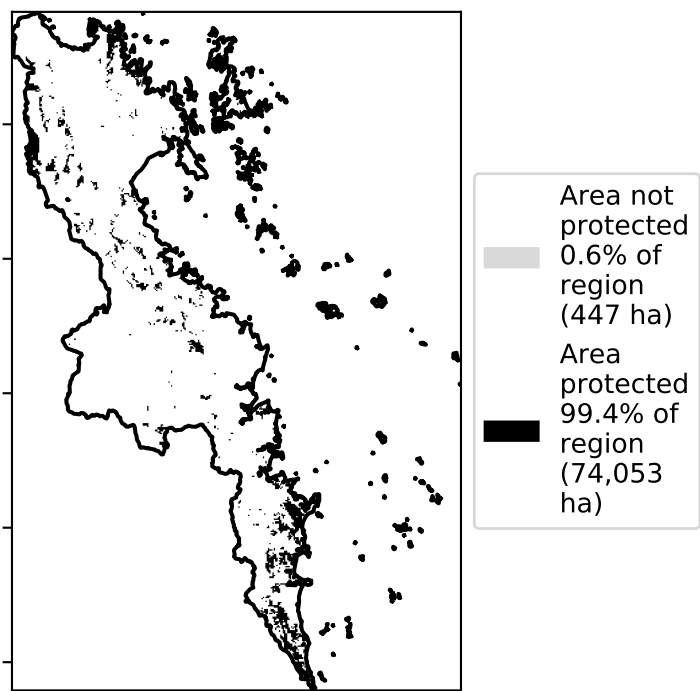 Area not
protected
0.6% of
region
(447 ha)
Area
protected
99.4% of
region
(74,053
ha)